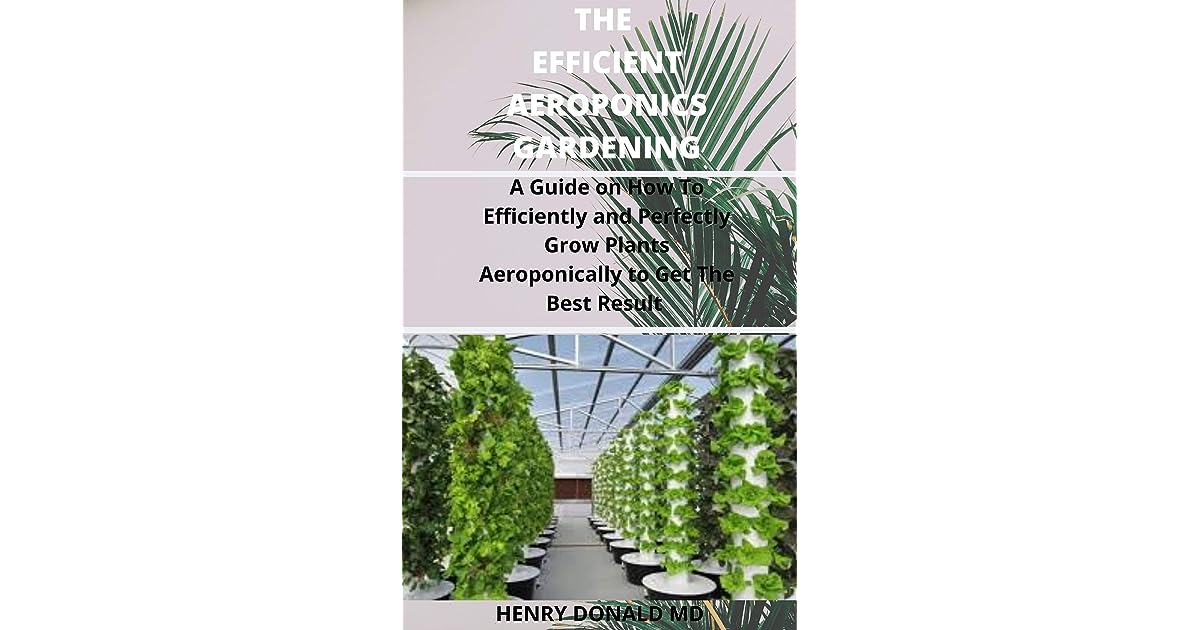 THE
EFFICIENT
AEROPONICS
GARDENING
A Guide on How To
Efficiently and Perfectly
Grow Plants
Aeroponically to Get The
Best Result
HENRY DONALD MD